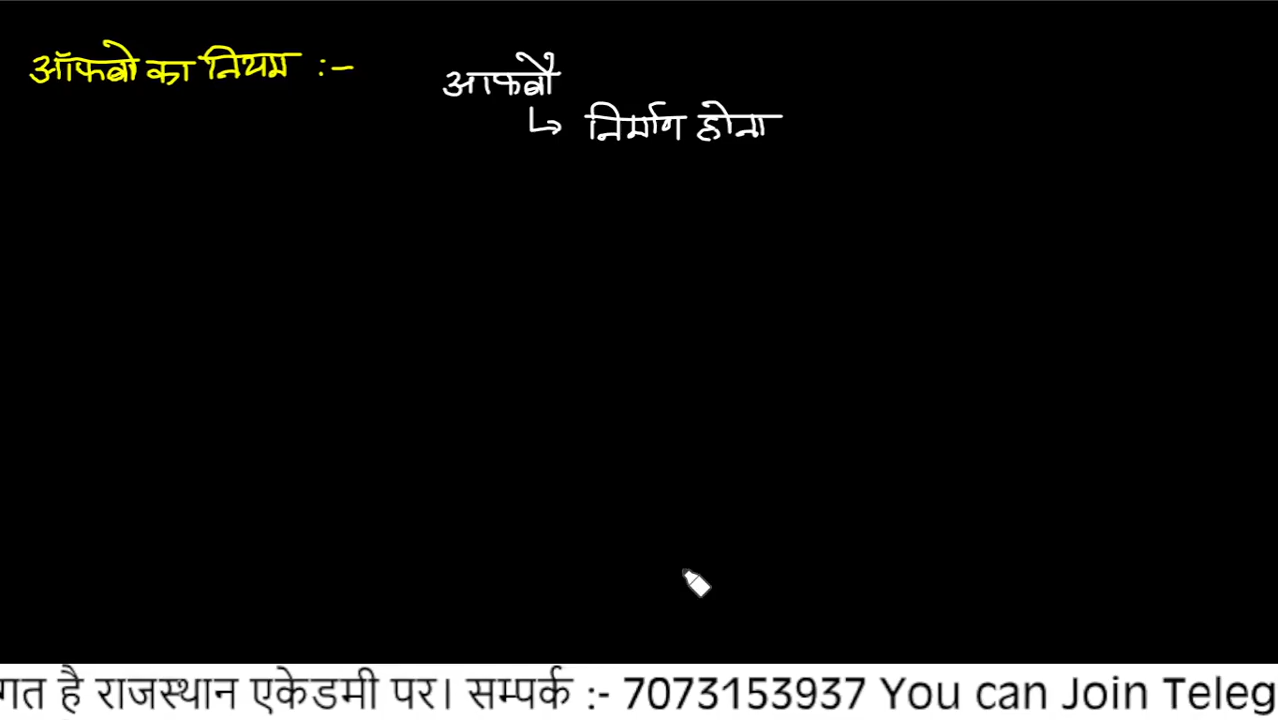 ऑफबो का नियम :-
आफबौ
↳ निर्माण होना
गत है राजस्थान एकेडमी पर। सम्पर्क :- 7073153937 You can Join Teleg